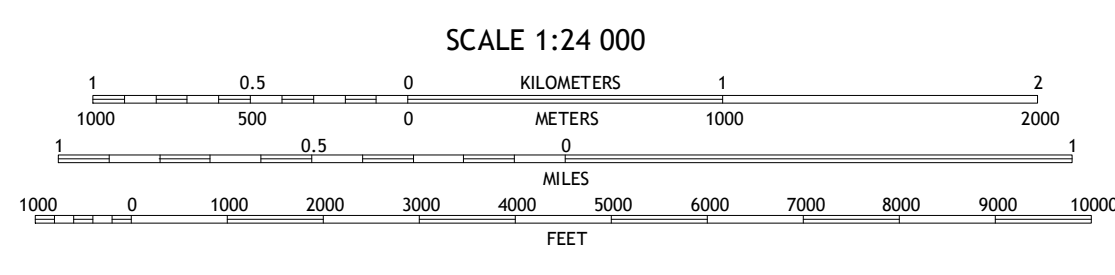 SCALE 1:24 000
1 0.5 0 KILOMETERS 1 2
1000 500 0 METERS 1000 2000
1 0.5 0 1
MILES
1000 0 1000 2000 3000 4000 5000 6000 7000 8000 9000 10000
FEET